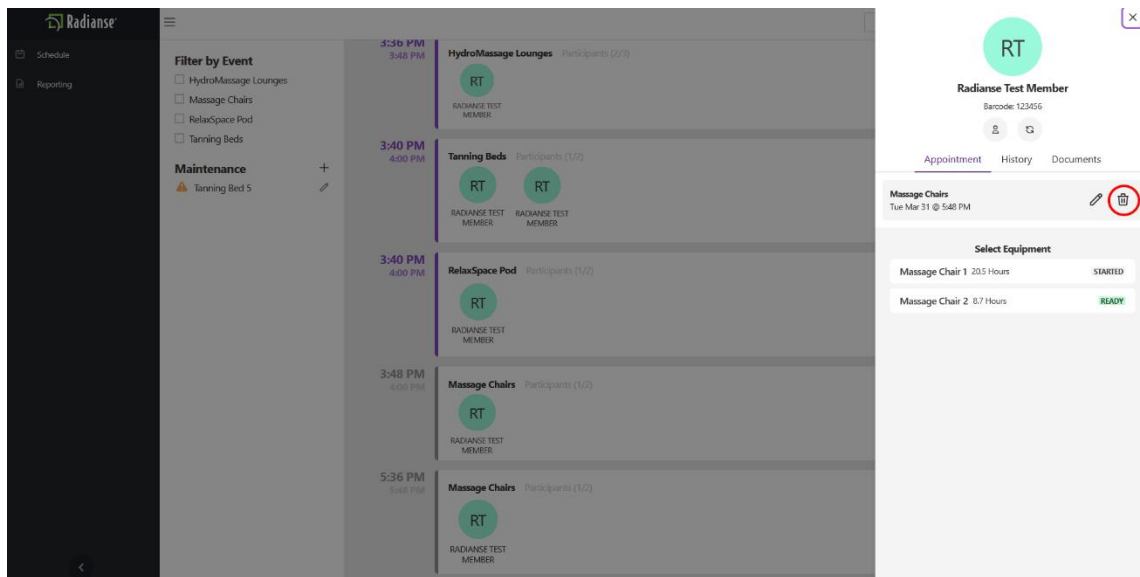 Radianse
Schedule
Reporting
Filter by Event
HydroMassage Lounges
Massage Chairs
RelaxSpace Pod
Tanning Beds
Maintenance +
Tanning Bed 5
3:36 PM
3:48 PM
HydroMassage Lounges Participants (2/3)
RT
RADIANSE TEST
MEMBER
3:40 PM
4:00 PM
Tanning Beds Participants (1/2)
RT RT
RADIANSE TEST RADIANSE TEST
MEMBER MEMBER
3:40 PM
4:00 PM
RelaxSpace Pod Participants (1/2)
RT
RADIANSE TEST
MEMBER
3:48 PM
4:00 PM
Massage Chairs Participants (1/2)
RT
RADIANSE TEST
MEMBER
5:36 PM
5:48 PM
Massage Chairs Participants (1/2)
RT
RADIANSE TEST
MEMBER
RT
Radianse Test Member
Barcode: 123456
Appointment History Documents
Massage Chairs
Tue Mar 31 @ 5:48 PM
Select Equipment
Massage Chair 1 20.5 Hours STARTED
Massage Chair 2 8.7 Hours READY